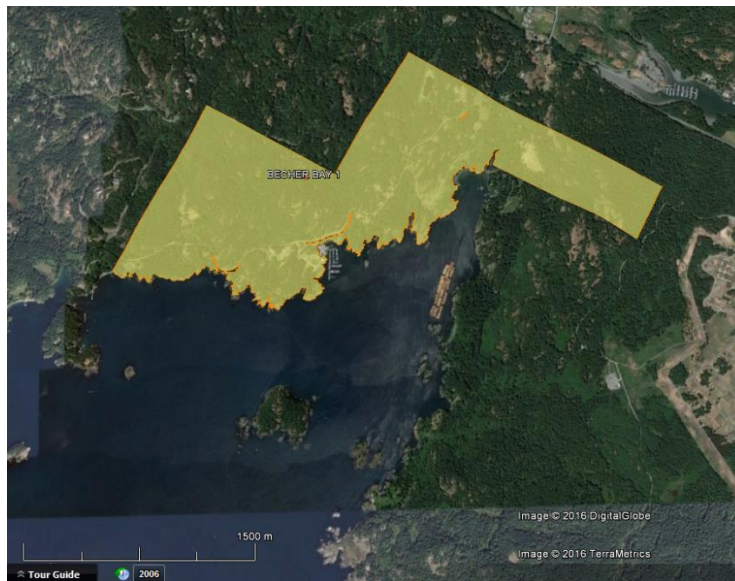 BECHER BAY 1
Image © 2016 DigitalGlobe
1500 m
Image © 2016 TerraMetrics
Tour Guide
2006